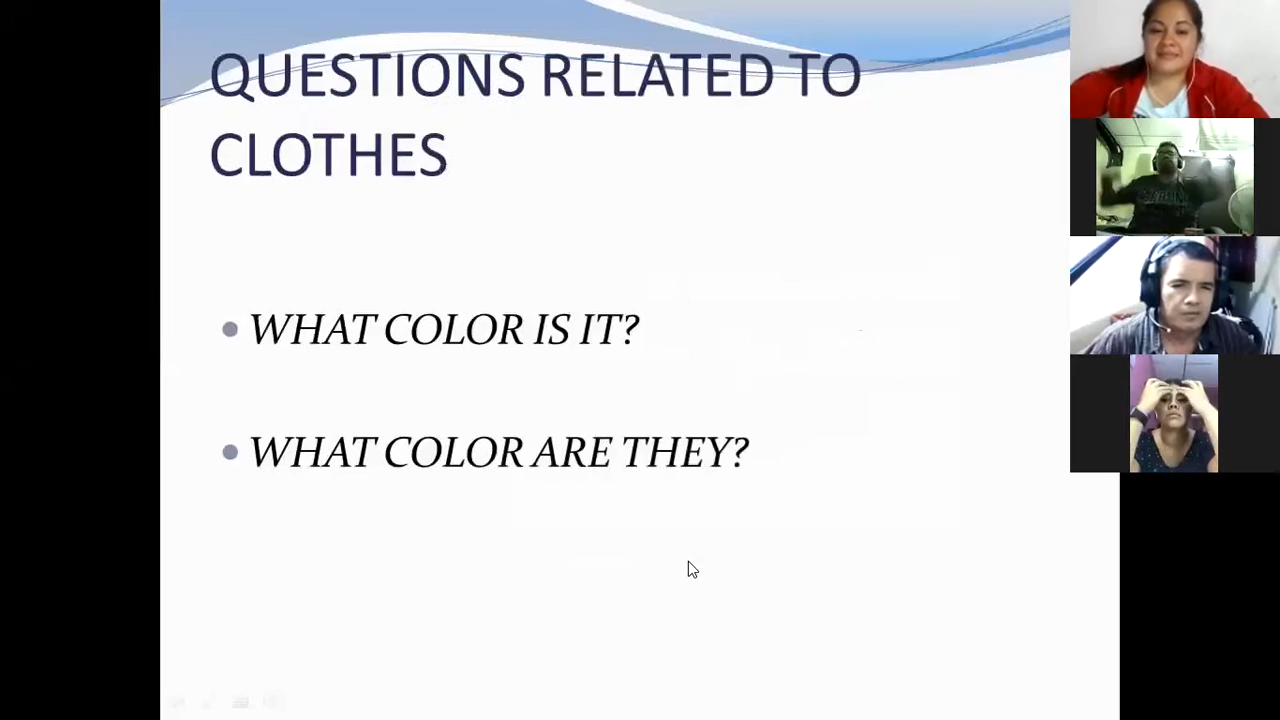 QUESTIONS RELATED TO
CLOTHES
WHAT COLOR IS IT?
WHAT COLOR ARE THEY?